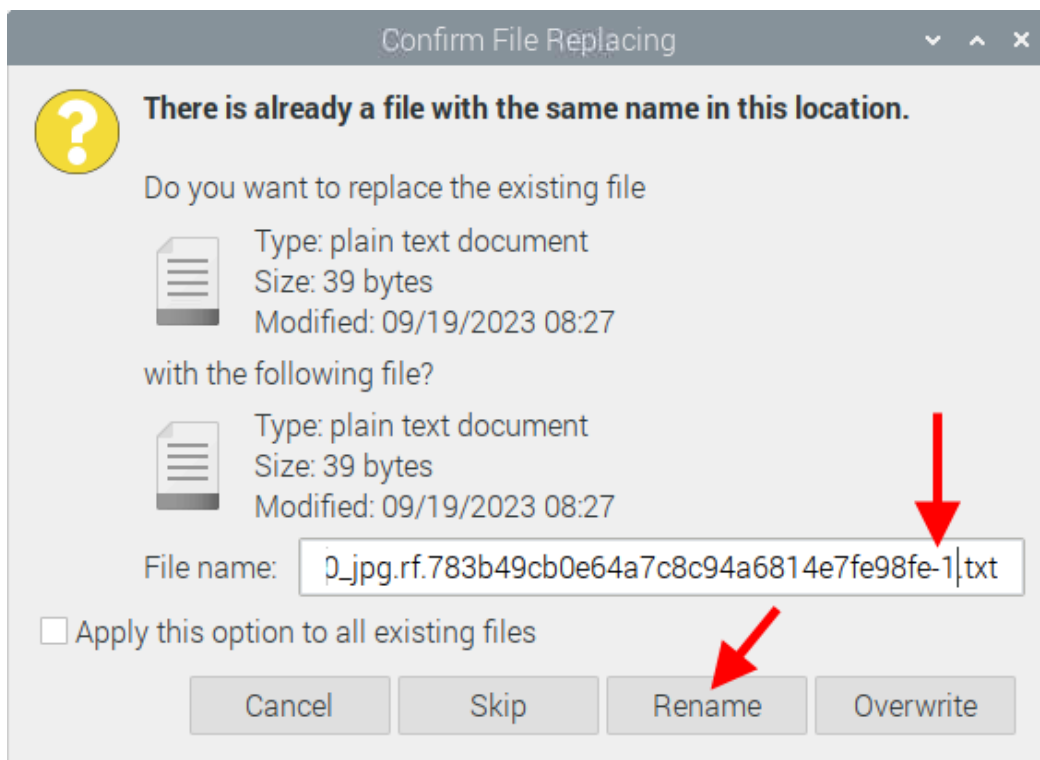 Confirm File Replacing
There is already a file with the same name in this location.
Do you want to replace the existing file
Type: plain text document
Size: 39 bytes
Modified: 09/19/2023 08:27
with the following file?
Type: plain text document
Size: 39 bytes
Modified: 09/19/2023 08:27
File name: 0_jpg.rf.783b49cb0e64a7c8c94a6814e7fe98fe-1.txt
Apply this option to all existing files
Cancel Skip Rename Overwrite